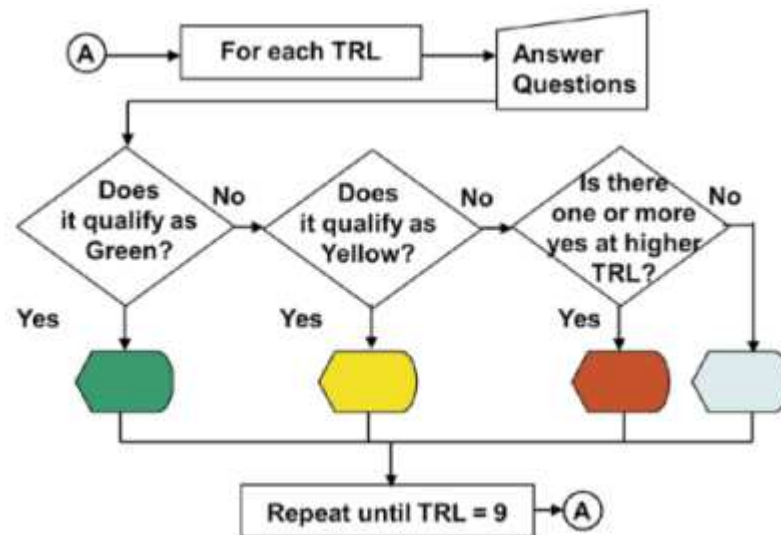 A
For each TRL
Answer
Questions
Does
it qualify as
Green?
No
Does
it qualify as
Yellow?
No
Is there
one or more
yes at higher
TRL?
No
Yes
Yes
Yes
Repeat until TRL = 9
A